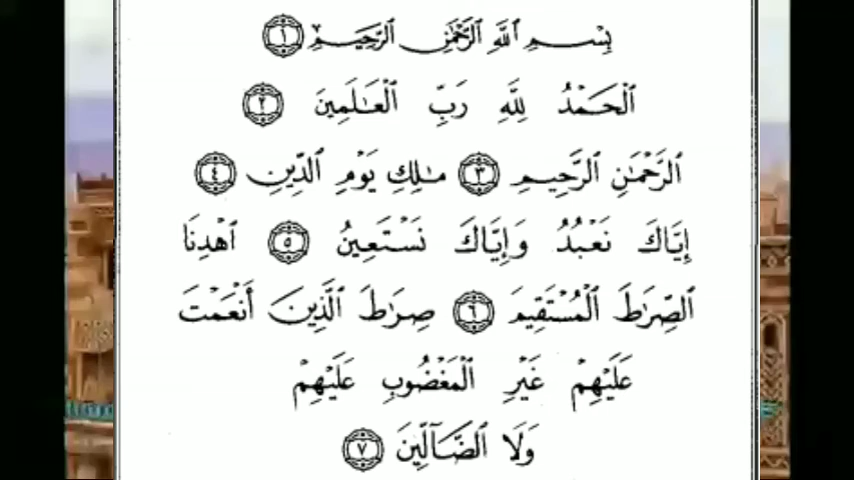 بِسْمِ ٱللَّهِ ٱلرَّحْمَٰنِ ٱلرَّحِيمِ ١
ٱلْحَمْدُ لِلَّهِ رَبِّ ٱلْعَٰلَمِينَ ٢
ٱلرَّحْمَٰنِ ٱلرَّحِيمِ ٣ مَٰلِكِ يَوْمِ ٱلدِّينِ ٤
إِيَّاكَ نَعْبُدُ وَإِيَّاكَ نَسْتَعِينُ ٥ ٱهْدِنَا
ٱلصِّرَٰطَ ٱلْمُسْتَقِيمَ ٦ صِرَٰطَ ٱلَّذِينَ أَنْعَمْتَ
عَلَيْهِمْ غَيْرِ ٱلْمَغْضُوبِ عَلَيْهِمْ
وَلَا ٱلضَّآلِّينَ ٧